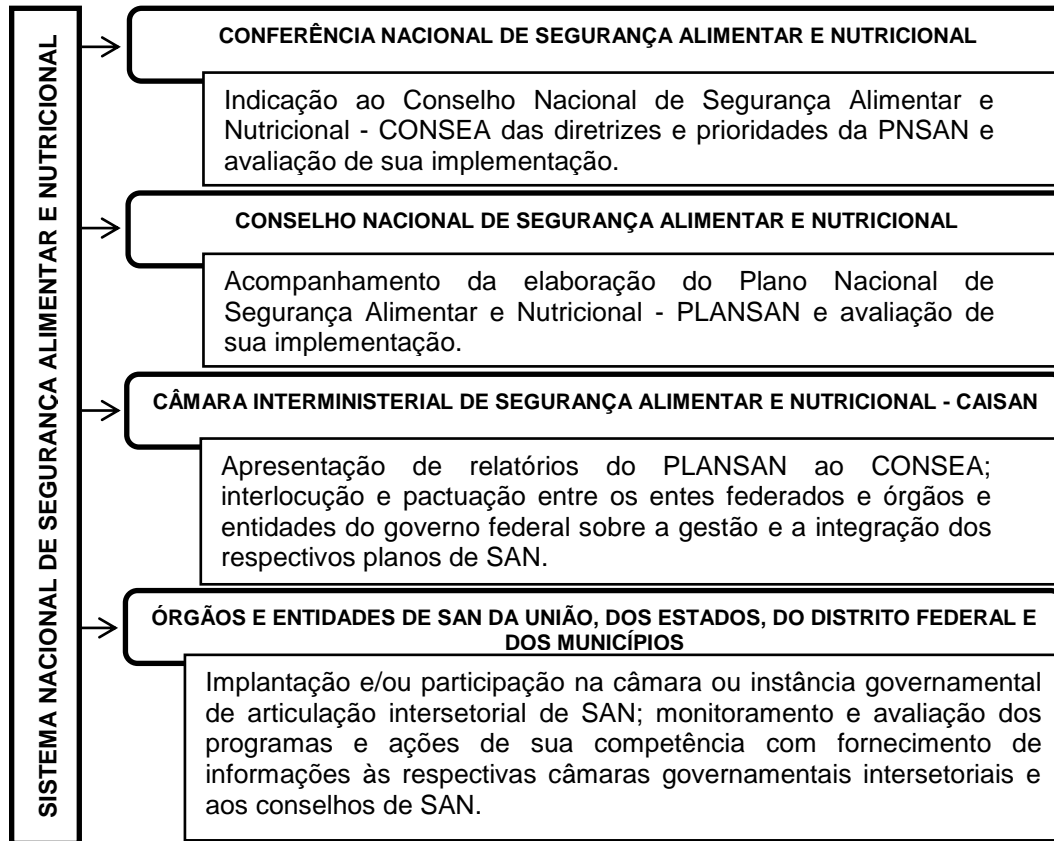 SISTEMA NACIONAL DE SEGURANÇA ALIMENTAR E NUTRICIONAL
CONFERÊNCIA NACIONAL DE SEGURANÇA ALIMENTAR E NUTRICIONAL
Indicação ao Conselho Nacional de Segurança Alimentar e
Nutricional - CONSEA das diretrizes e prioridades da PNSAN e
avaliação de sua implementação.
CONSELHO NACIONAL DE SEGURANÇA ALIMENTAR E NUTRICIONAL
Acompanhamento da elaboração do Plano Nacional de
Segurança Alimentar e Nutricional - PLANSAN e avaliação de
sua implementação.
CÂMARA INTERMINISTERIAL DE SEGURANÇA ALIMENTAR E NUTRICIONAL - CAISAN
Apresentação de relatórios do PLANSAN ao CONSEA;
interlocução e pactuação entre os entes federados e órgãos e
entidades do governo federal sobre a gestão e a integração dos
respectivos planos de SAN.
ÓRGÃOS E ENTIDADES DE SAN DA UNIÃO, DOS ESTADOS, DO DISTRITO FEDERAL E
DOS MUNICÍPIOS
Implantação e/ou participação na câmara ou instância governamental
de articulação intersetorial de SAN; monitoramento e avaliação dos
programas e ações de sua competência com fornecimento de
informações às respectivas câmaras governamentais intersetoriais e
aos conselhos de SAN.